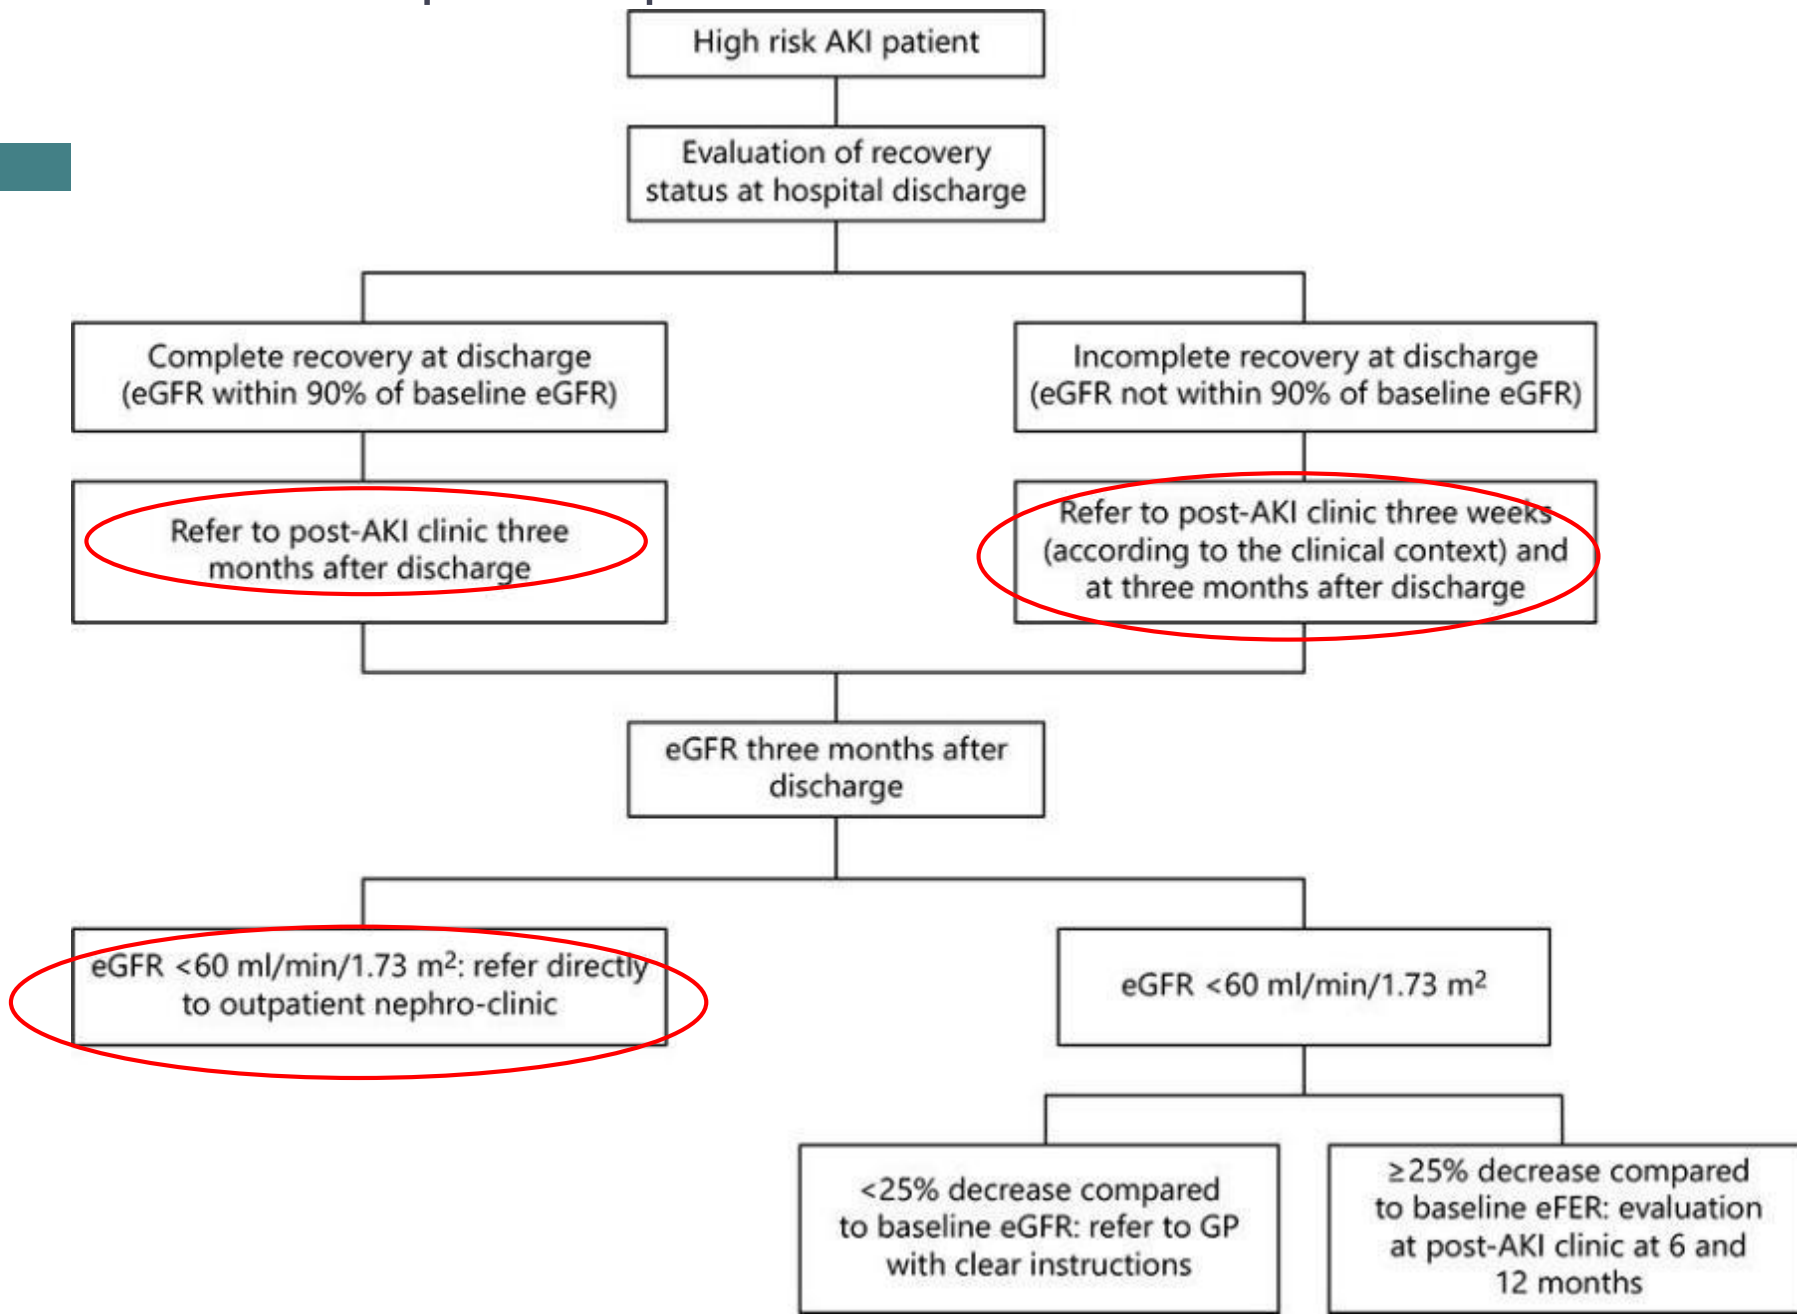 High risk AKI patient
Evaluation of recovery
status at hospital discharge
Complete recovery at discharge
(eGFR within 90% of baseline eGFR)
Incomplete recovery at discharge
(eGFR not within 90% of baseline eGFR)
Refer to post-AKI clinic three
months after discharge
Refer to post-AKI clinic three weeks
(according to the clinical context) and
at three months after discharge
eGFR three months after
discharge
eGFR <60 ml/min/1.73 m²: refer directly
to outpatient nephro-clinic
eGFR <60 ml/min/1.73 m²
<25% decrease compared
to baseline eGFR: refer to GP
with clear instructions
≥25% decrease compared
to baseline eFER: evaluation
at post-AKI clinic at 6 and
12 months